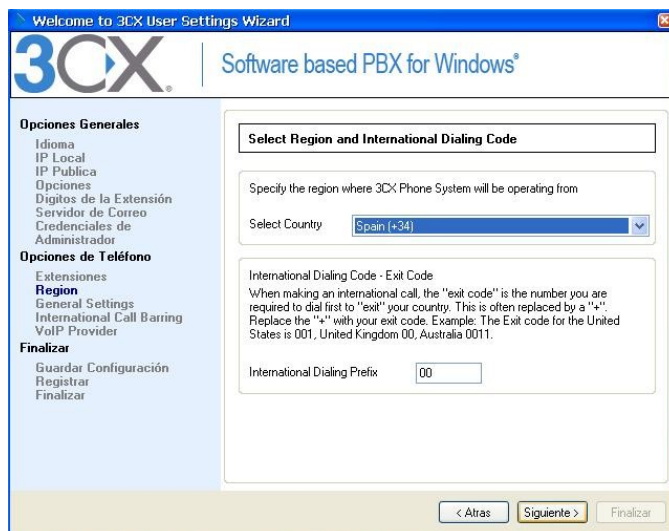 Welcome to 3CX User Settings Wizard
3CX®
Software based PBX for Windows®
Opciones Generales
Idioma
IP Local
IP Publica
Opciones
Digitos de la Extensión
Servidor de Correo
Credenciales de
Administrador
Opciones de Teléfono
Extensiones
Region
General Settings
International Call Barring
VoIP Provider
Finalizar
Guardar Configuración
Registrar
Finalizar
Select Region and International Dialing Code
Specify the region where 3CX Phone System will be operating from
Select Country
Spain (+34)
International Dialing Code - Exit Code
When making an international call, the "exit code" is the number you are
required to dial first to "exit" your country. This is often replaced by a "+".
Replace the "+" with your exit code. Example: The Exit code for the United
States is 001, United Kingdom 00, Australia 0011.
International Dialing Prefix
00
< Atras
Siguiente >
Finalizar